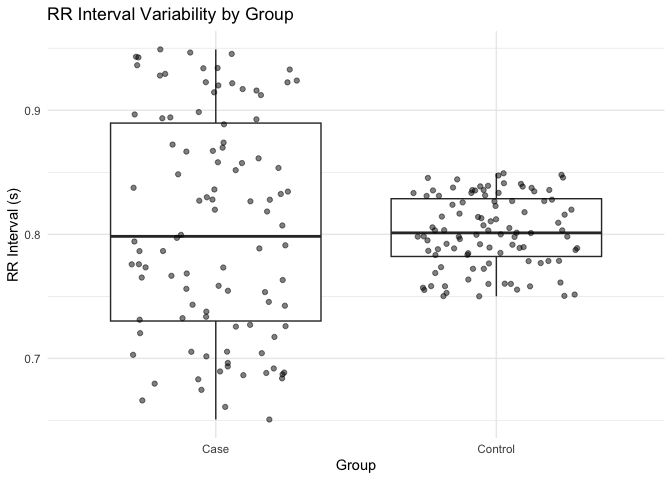 RR Interval Variability by Group
RR Interval (s)
0.9
0.8
0.7
Case
Control
Group